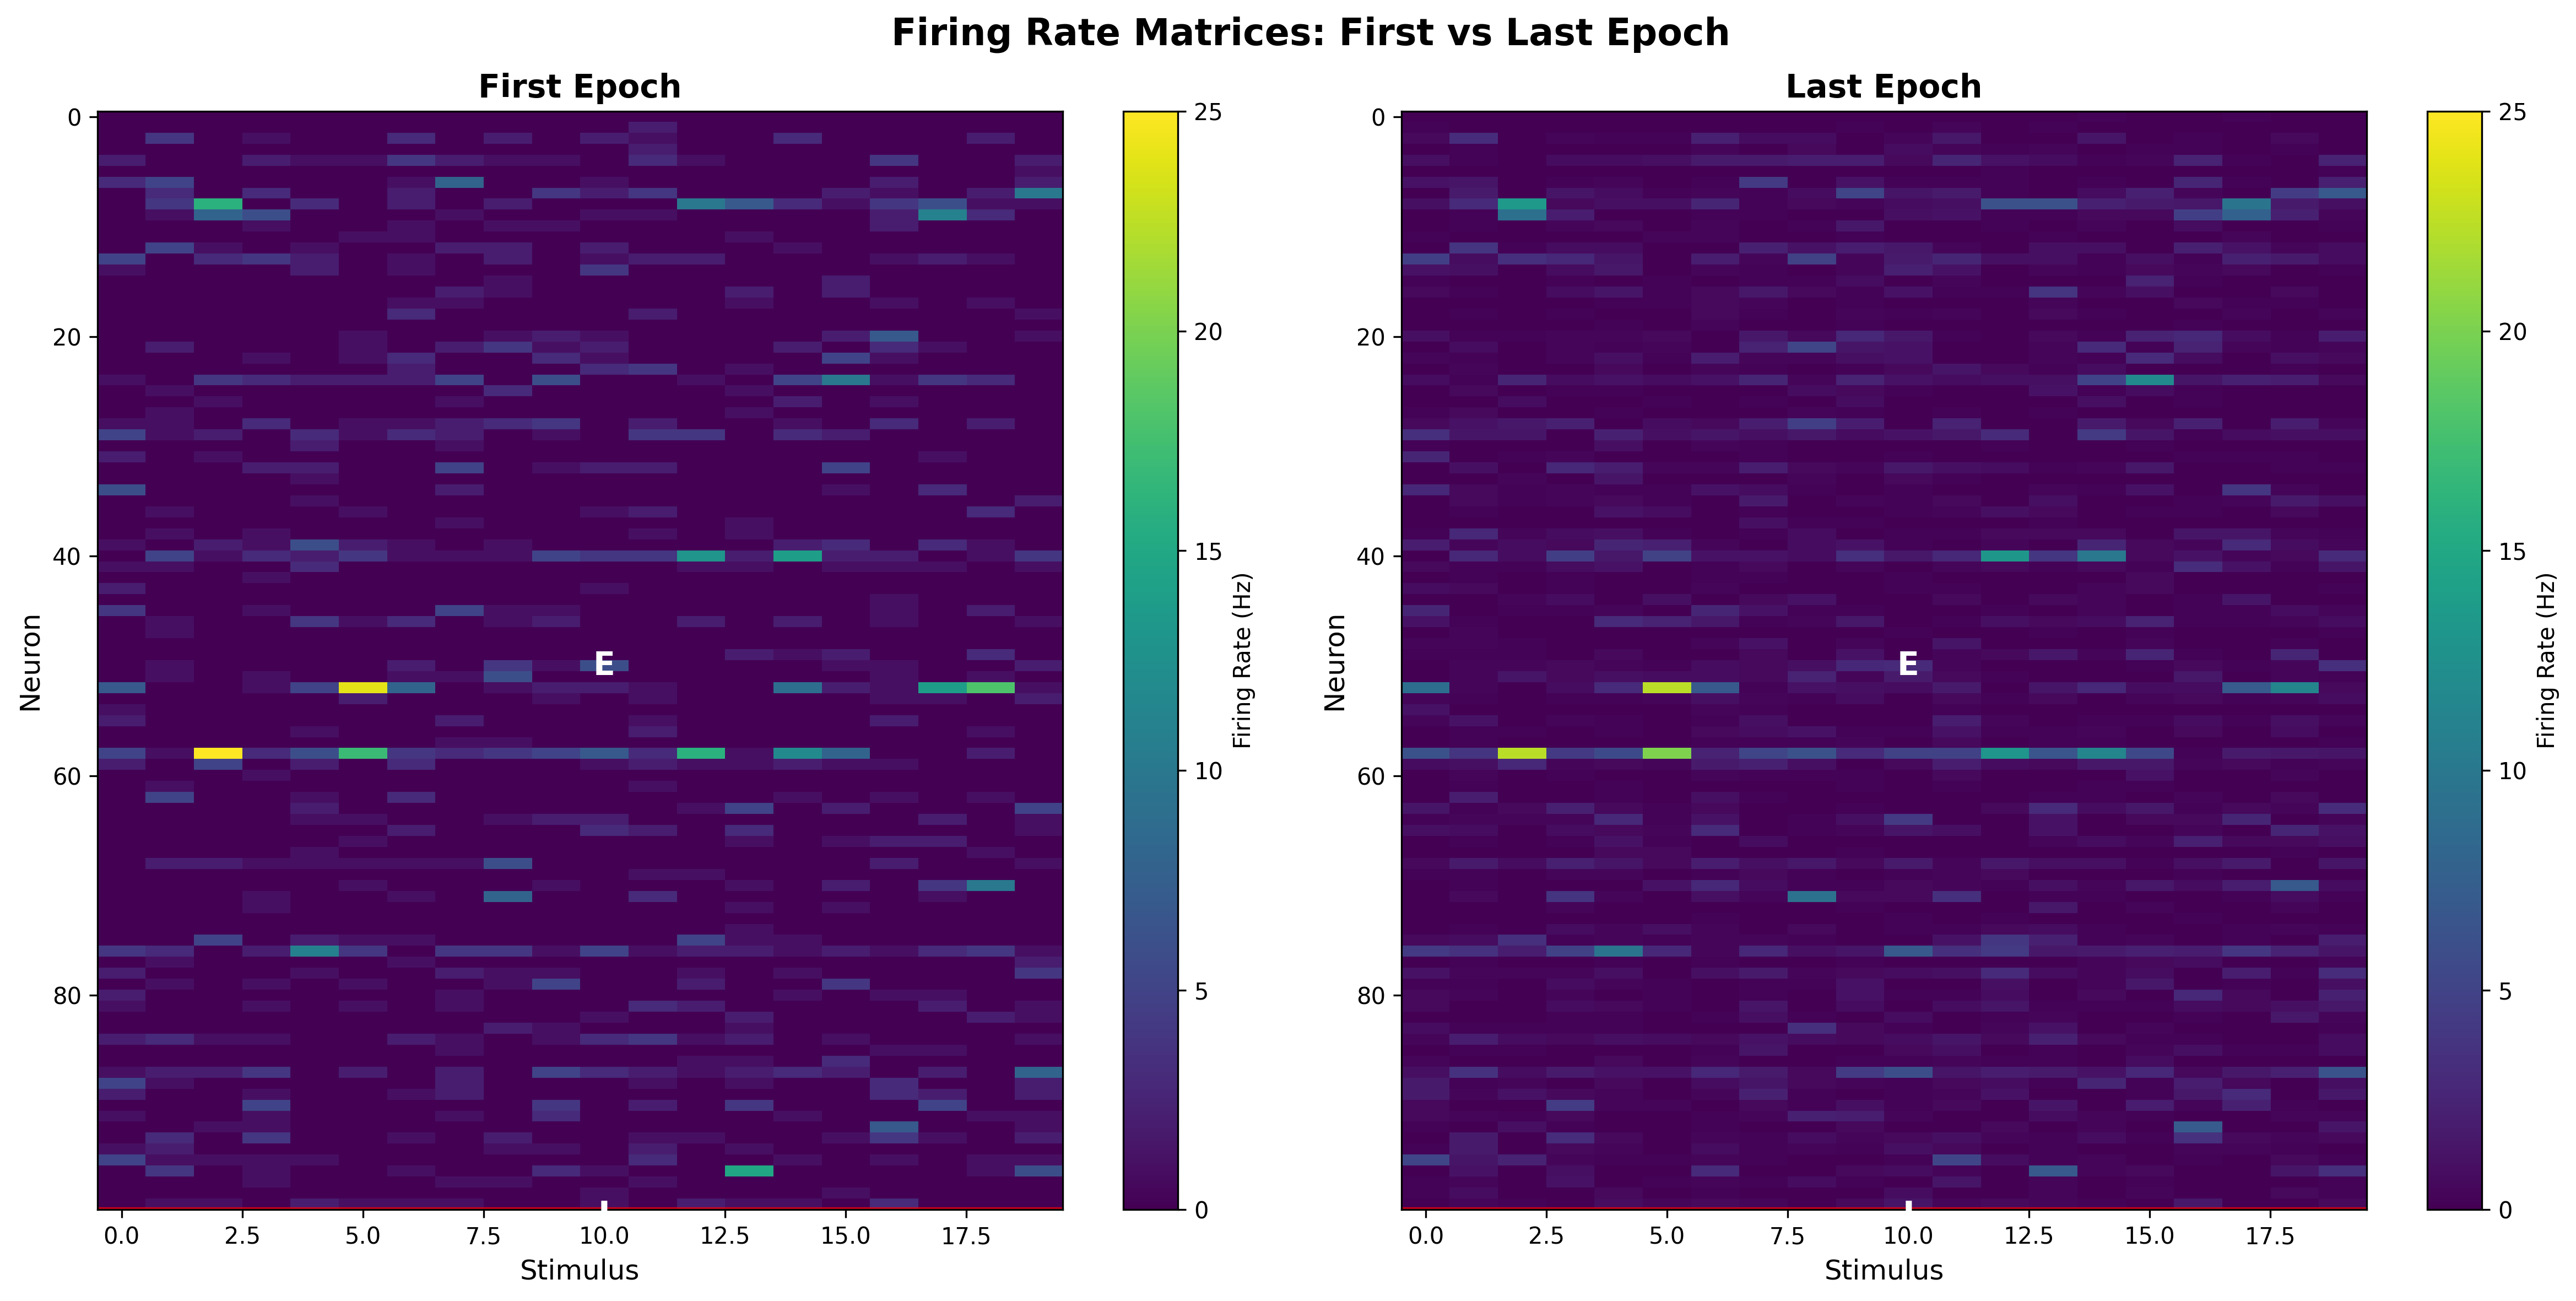 Firing Rate Matrices: First vs Last Epoch
First Epoch
Neuron
0
20
40
60
80
E
I
0.0 2.5 5.0 7.5 10.0 12.5 15.0 17.5
Stimulus
25
20
15
10
5
0
Firing Rate (Hz)
Last Epoch
Neuron
0
20
40
60
80
E
I
0.0 2.5 5.0 7.5 10.0 12.5 15.0 17.5
Stimulus
25
20
15
10
5
0
Firing Rate (Hz)